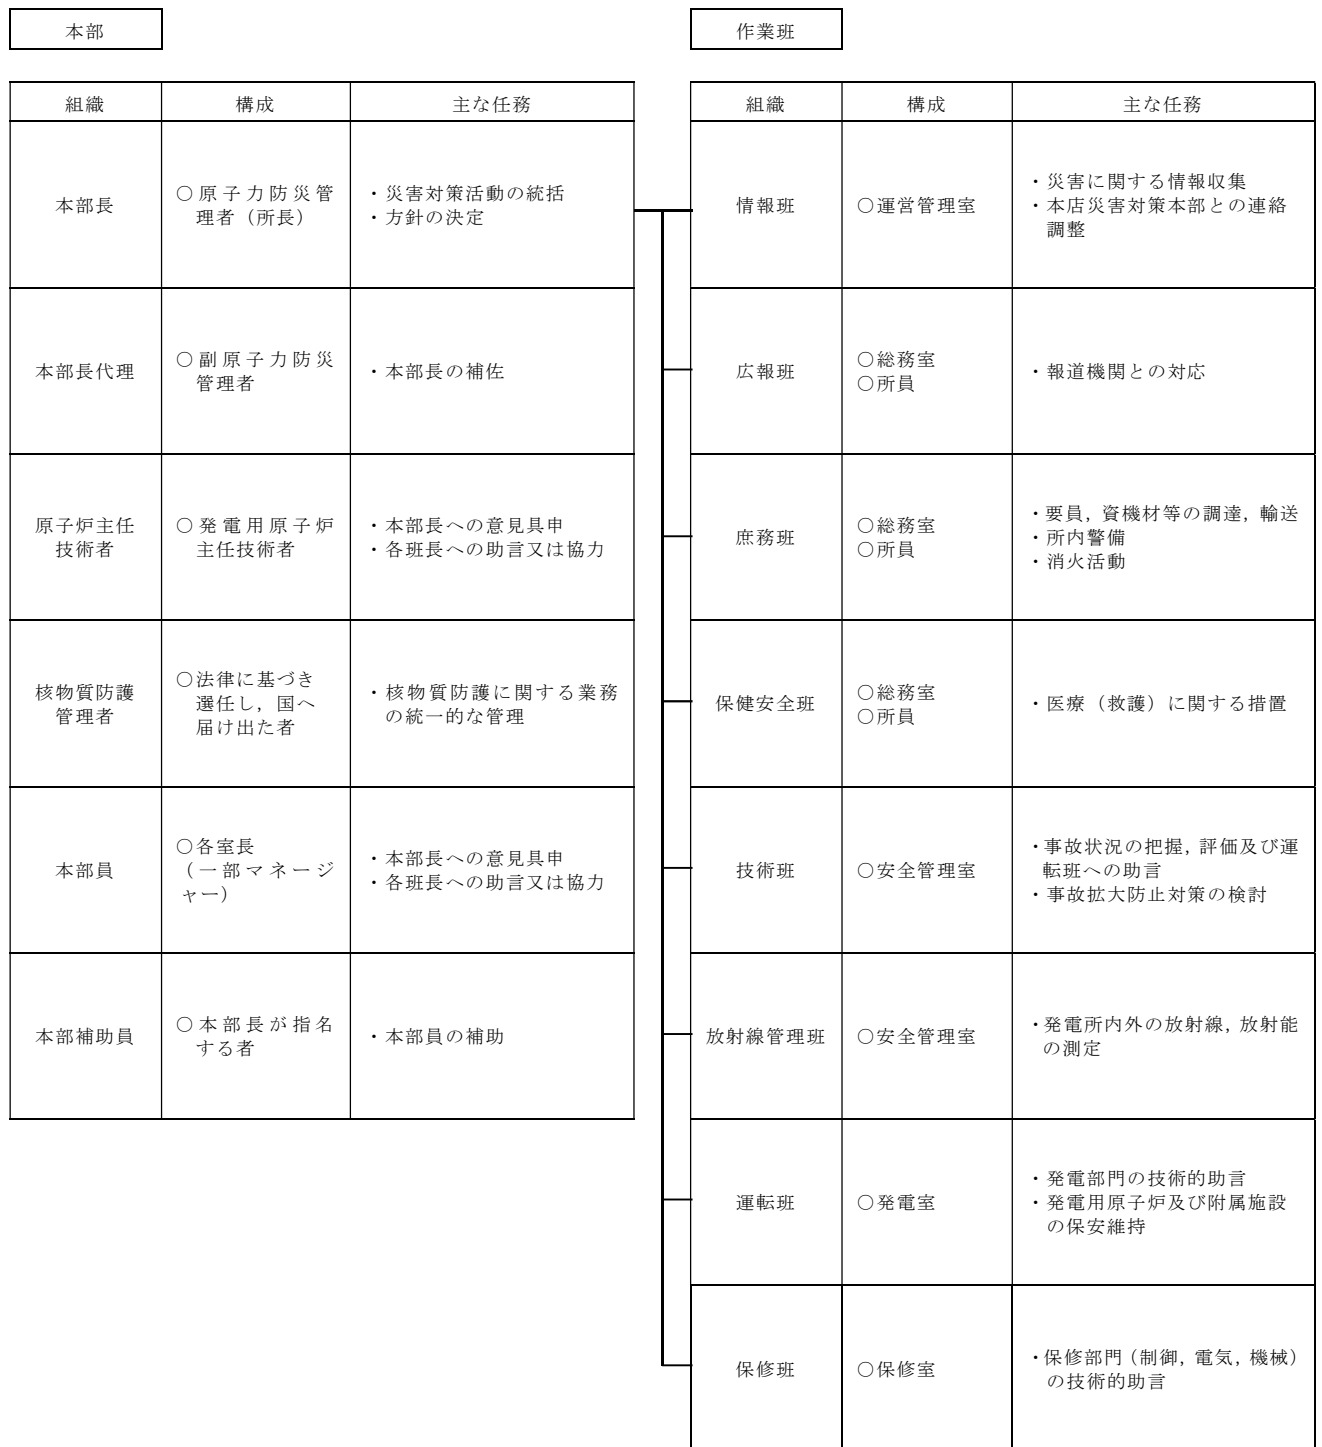 本部
組織 構成 主な任務
本部長
○原子力防災管
理者（所長）
・災害対策活動の統括
・方針の決定
本部長代理
○副原子力防災
管理者
・本部長の補佐
原子炉主任
技術者
○発電用原子炉
主任技術者
・本部長への意見具申
・各班長への助言又は協力
核物質防護
管理者
○法律に基づき
選任し，国へ
届け出た者
・核物質防護に関する業務
の統一的な管理
本部員
○各室長
（一部マネージ
ャー）
・本部長への意見具申
・各班長への助言又は協力
本部補助員
○本部長が指名
する者
・本部員の補助
作業班
組織 構成 主な任務
情報班
○運営管理室
・災害に関する情報収集
・本店災害対策本部との連絡
調整
広報班
○総務室
○所員
・報道機関との対応
庶務班
○総務室
○所員
・要員，資機材等の調達，輸送
・所内警備
・消火活動
保健安全班
○総務室
○所員
・医療（救護）に関する措置
技術班
○安全管理室
・事故状況の把握，評価及び運
転班への助言
・事故拡大防止対策の検討
放射線管理班
○安全管理室
・発電所内外の放射線，放射能
の測定
運転班
○発電室
・発電部門の技術的助言
・発電用原子炉及び附属施設
の保安維持
保修班
○保修室
・保修部門（制御，電気，機械）
の技術的助言